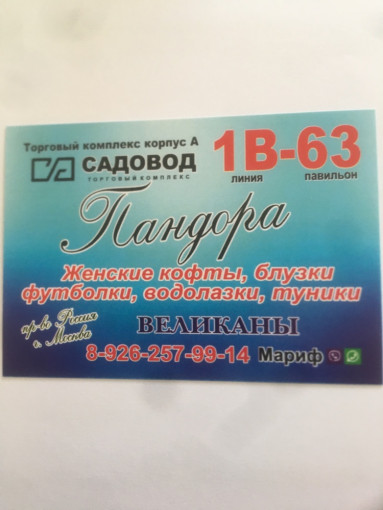 Торговый комплекс корпус А
САДОВОД
ТОРГОВЫЙ КОМПЛЕКС
1В-63
линия павильон
Пандора
Женские кофты, блузки
футболки, водолазки, туники
пр-во Россия
г. Москва
ВЕЛИКАНЫ
8-926-257-99-14 Мариф